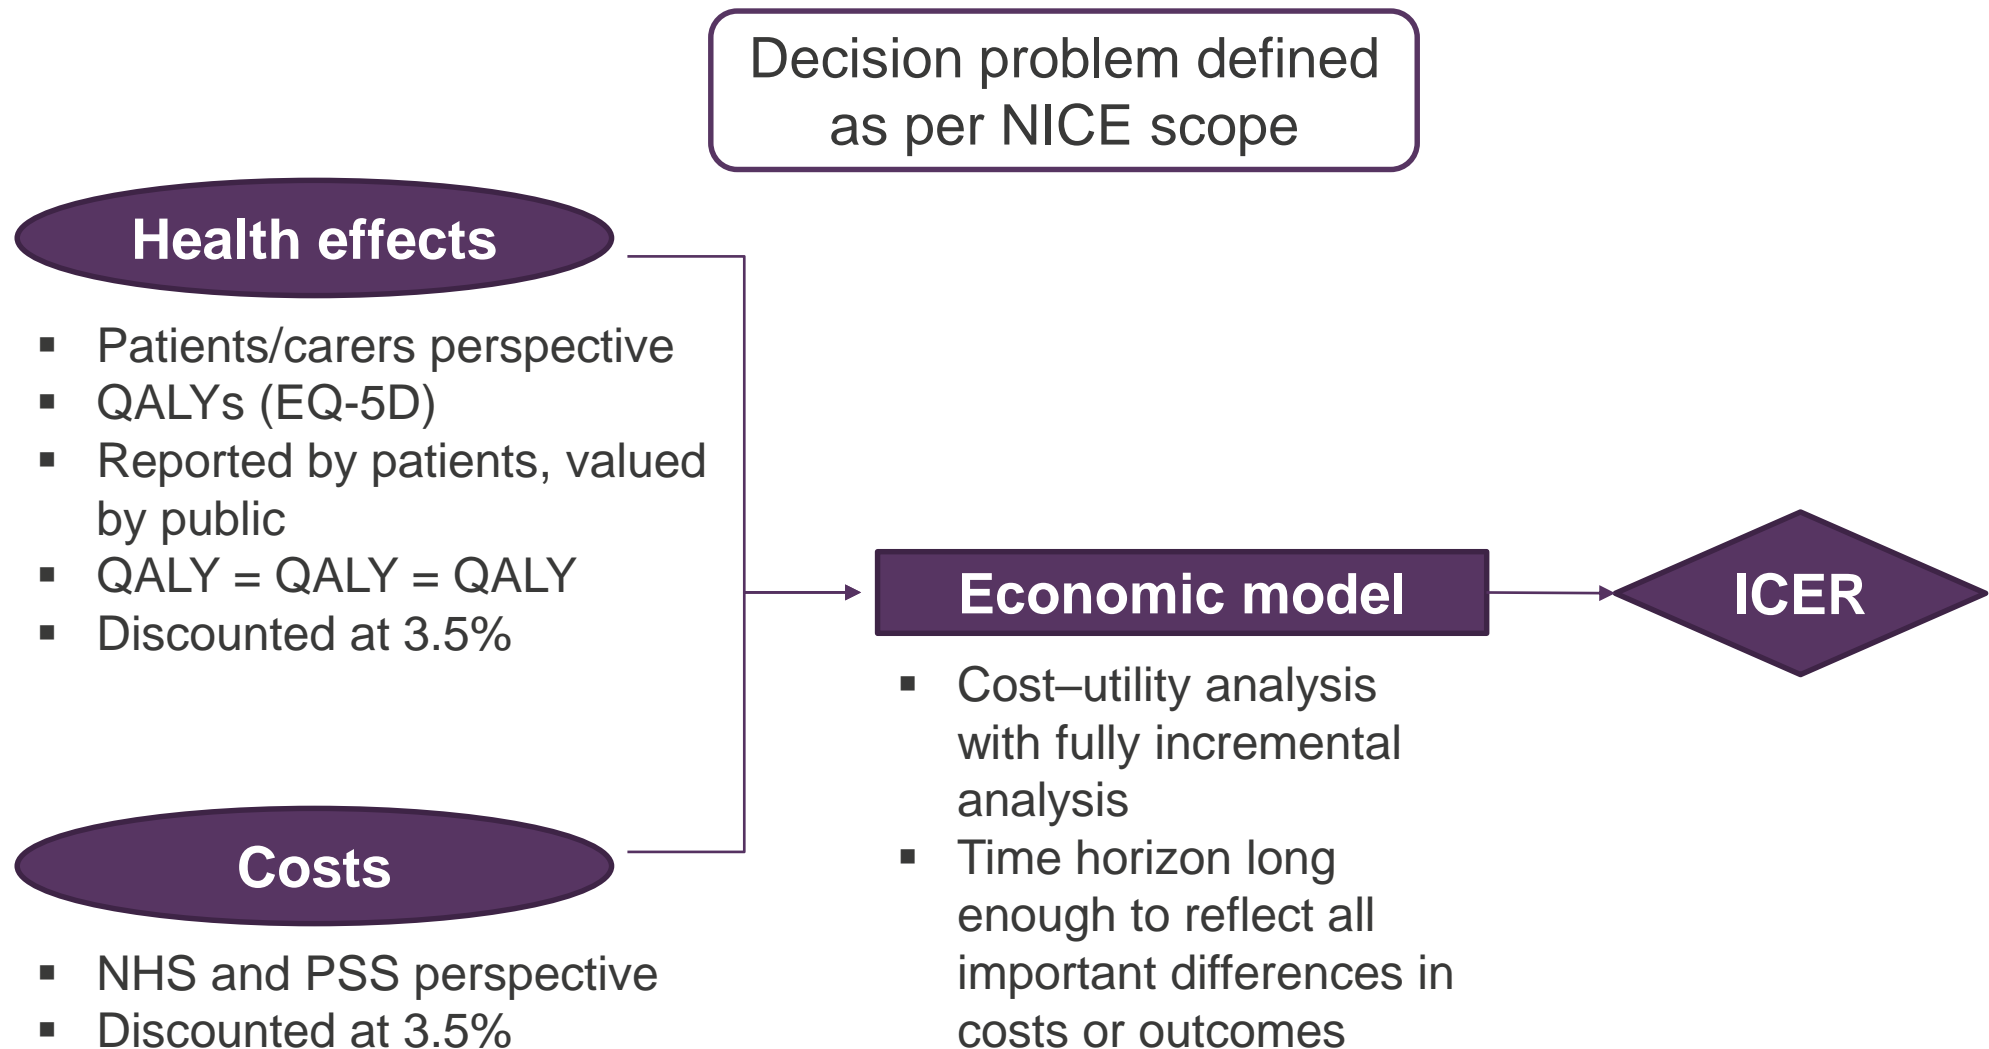 Decision problem defined
as per NICE scope
Health effects
▪ Patients/carers perspective
▪ QALYs (EQ-5D)
▪ Reported by patients, valued
by public
▪ QALY = QALY = QALY
▪ Discounted at 3.5%
Costs
▪ NHS and PSS perspective
▪ Discounted at 3.5%
Economic model
▪ Cost–utility analysis
with fully incremental
analysis
▪ Time horizon long
enough to reflect all
important differences in
costs or outcomes
ICER